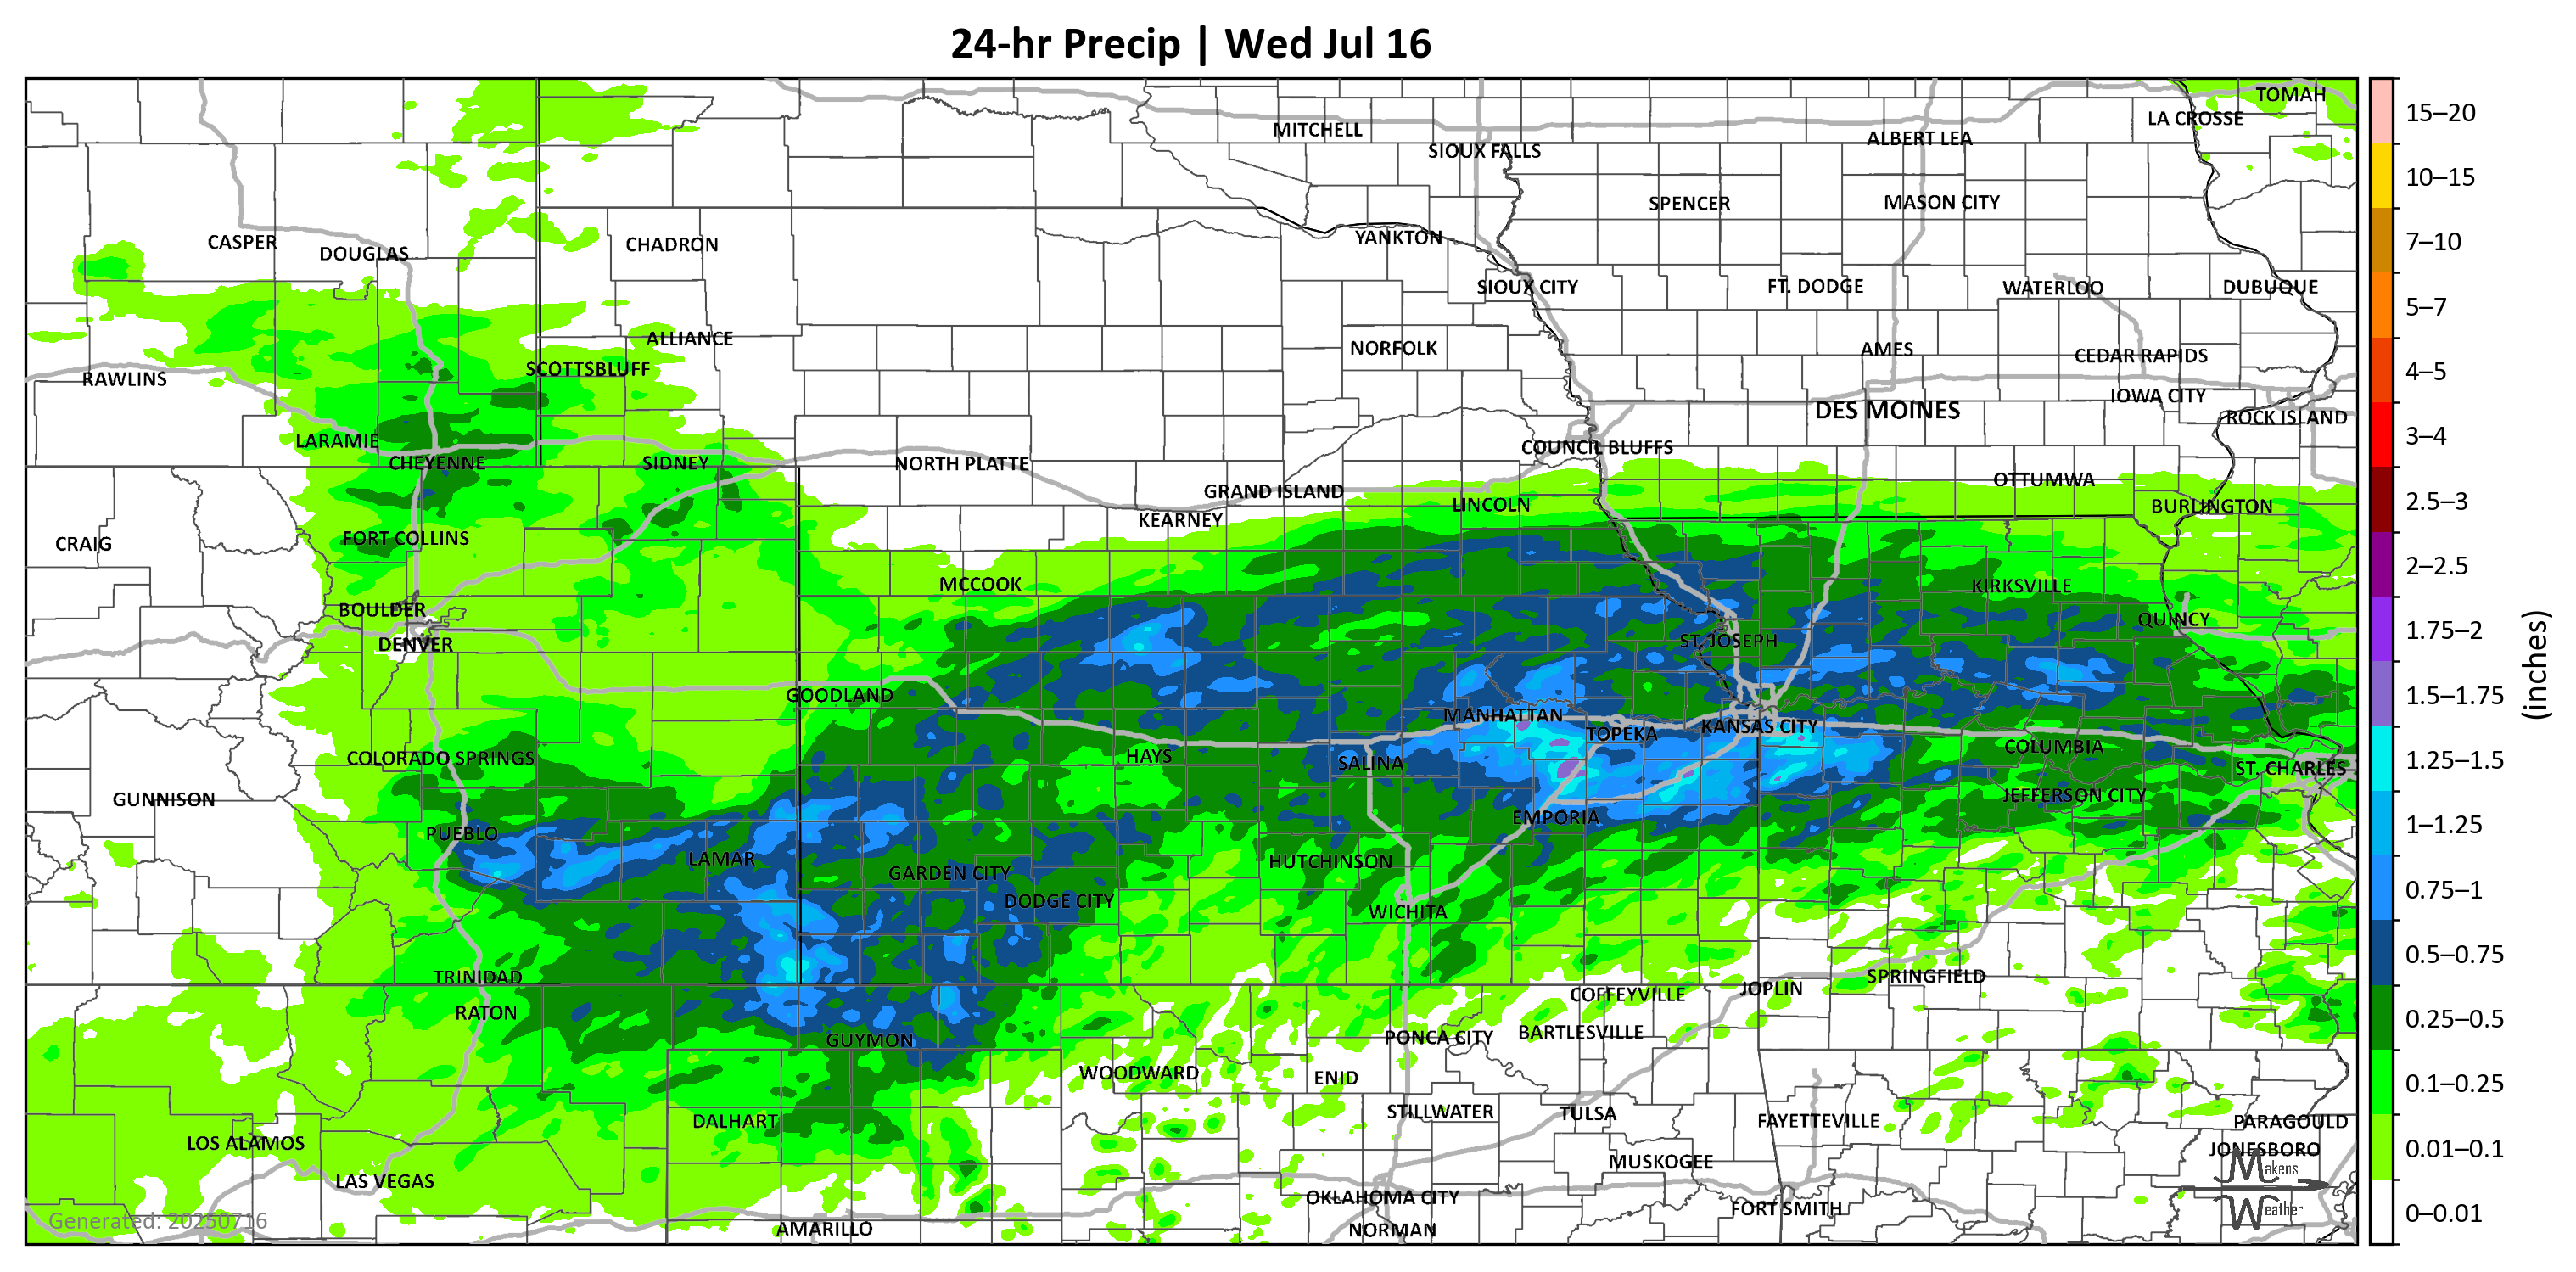 24-hr Precip | Wed Jul 16
TOMAH
LA CROSSE
MITCHELL
ALBERT LEA
SIOUX FALLS
SPENCER
MASON CITY
CASPER
DOUGLAS
CHADRON
YANKTON
SIOUX CITY
FT. DODGE
WATERLOO
DUBUQUE
ALLIANCE
NORFOLK
AMES
CEDAR RAPIDS
RAWLINS
SCOTTSBLUFF
IOWA CITY
DES MOINES
ROCK ISLAND
LARAMIE
COUNCIL BLUFFS
CHEYENNE
SIDNEY
NORTH PLATTE
OTTUMWA
GRAND ISLAND
LINCOLN
BURLINGTON
KEARNEY
CRAIG
FORT COLLINS
MCCOOK
KIRKSVILLE
BOULDER
QUINCY
DENVER
ST. JOSEPH
GOODLAND
MANHATTAN
KANSAS CITY
TOPEKA
COLUMBIA
COLORADO SPRINGS
HAYS
SALINA
ST. CHARLES
GUNNISON
JEFFERSON CITY
EMPORIA
PUEBLO
LAMAR
HUTCHINSON
GARDEN CITY
DODGE CITY
WICHITA
TRINIDAD
SPRINGFIELD
JOPLIN
COFFEYVILLE
RATON
BARTLESVILLE
GUYMON
PONCA CITY
WOODWARD
ENID
STILLWATER
TULSA
DALHART
FAYETTEVILLE
PARAGOULD
LOS ALAMOS
JONESBORO
MUSKOGEE
LAS VEGAS
OKLAHOMA CITY
FORT SMITH
AMARILLO
NORMAN
Generated: 20250716
Makens
Weather
15–20
10–15
7–10
5–7
4–5
3–4
2.5–3
2–2.5
1.75–2
1.5–1.75
1.25–1.5
1–1.25
0.75–1
0.5–0.75
0.25–0.5
0.1–0.25
0.01–0.1
0–0.01
(inches)